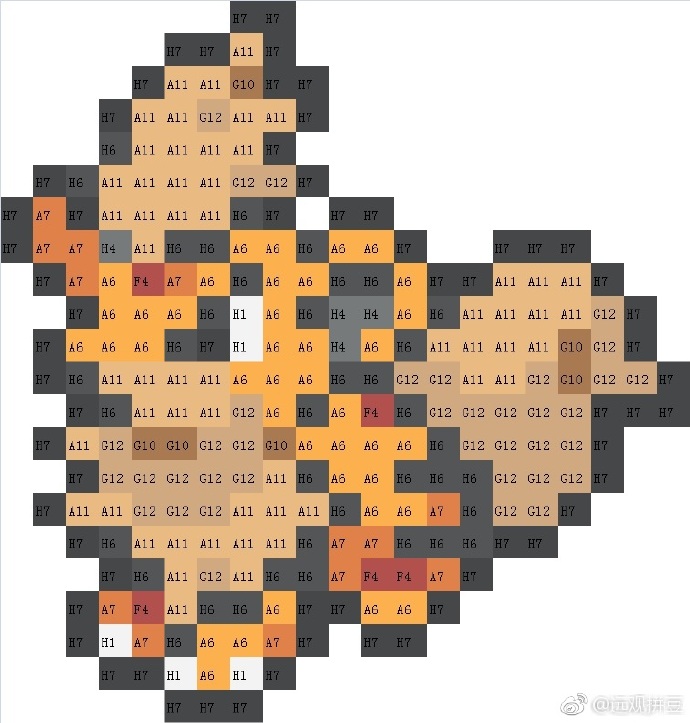 H7 H7
H7 H7 A11 H7
H7 A11 A11 G10 H7 H7
H7 A11 A11 G12 A11 A11 H7
H6 A11 A11 A11 A11 H7
H7 H6 A11 A11 A11 A11 G12 G12 H7
H7 A7 H7 A11 A11 A11 A11 H6 H7 H7 H7
H7 A7 A7 H4 A11 H6 H6 A6 A6 H6 A6 A6 H7 H7 H7 H7
H7 A7 A6 F4 A7 A6 H6 A6 A6 H6 H6 A6 H7 H7 A11 A11 A11 H7
H7 A6 A6 A6 H6 H1 A6 H6 H4 H4 A6 H6 A11 A11 A11 A11 G12 H7
H7 A6 A6 A6 H6 H7 H1 A6 A6 H4 A6 H6 A11 A11 A11 A11 G10 G12 H7
H7 H6 A11 A11 A11 A11 A6 A6 A6 H6 H6 G12 G12 A11 A11 G12 G10 G12 G12 H7
H7 H6 A11 A11 A11 G12 A6 H6 A6 F4 H6 G12 G12 G12 G12 G12 H7 H7 H7
H7 A11 G12 G10 G10 G12 G12 G10 A6 A6 A6 A6 H6 G12 G12 G12 G12 H7
H7 G12 G12 G12 G12 G12 A11 H6 A6 A6 H6 H6 H6 G12 G12 G12 H7
H7 A11 A11 G12 G12 G12 A11 A11 A11 H6 A6 A6 A7 H6 G12 G12 H7
H7 H6 A11 A11 A11 A11 A11 H6 A7 A7 H6 H6 H6 H7 H7
H7 H6 A11 G12 A11 H6 H6 A7 F4 F4 A7 H7
H7 A7 F4 A11 H6 H6 A6 H7 H7 A6 A6 H7
H7 H1 A7 H6 A6 A6 A7 H7 H7 H7
H7 H7 H1 A6 H1 H7
H7 H7 H7
@远观拼豆